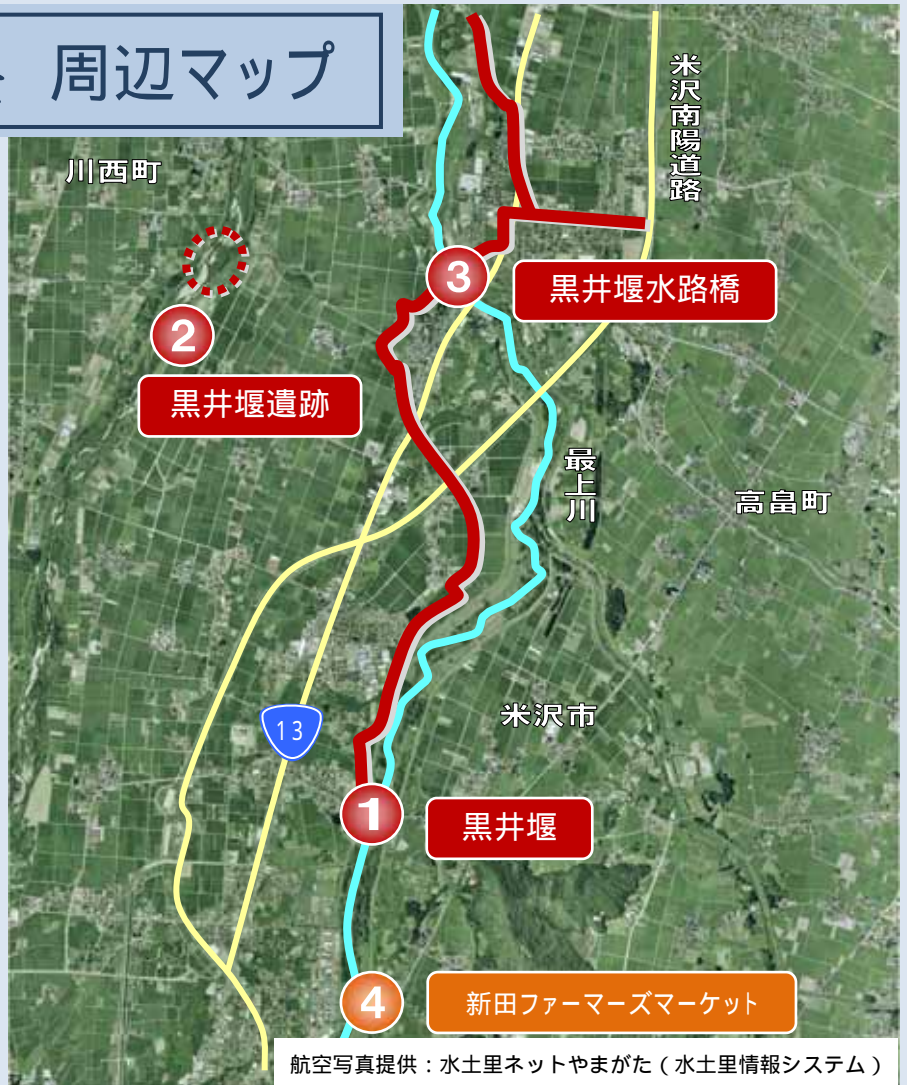 周辺マップ
米沢南陽道路
川西町
3
黒井堰水路橋
2
黒井堰遺跡
最上川
高畠町
米沢市
13
1
黒井堰
4
新田ファーマーズマーケット
航空写真提供：水土里ネットやまがた（水土里情報システム）